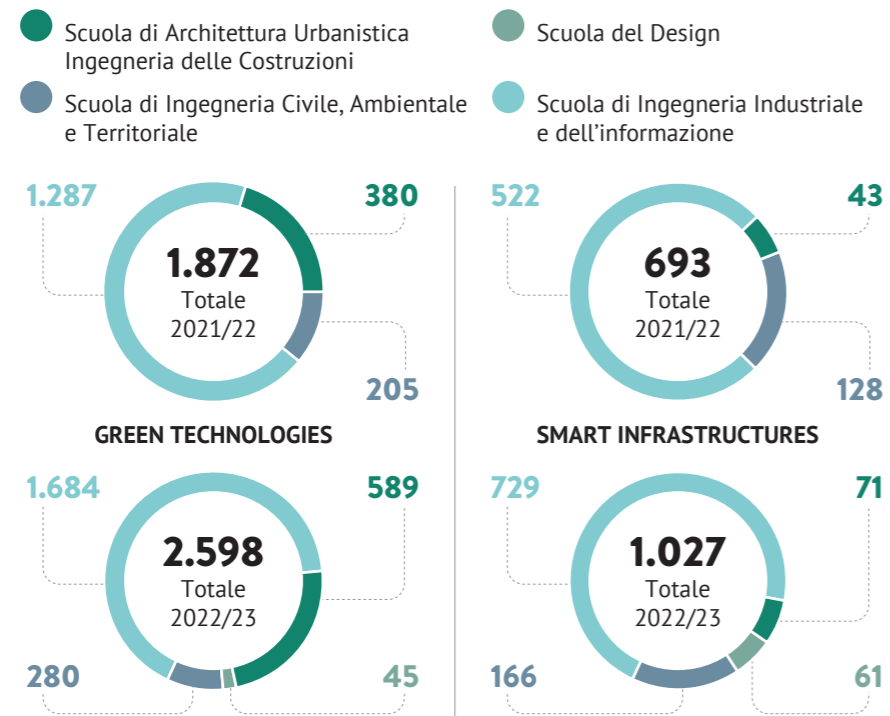 Scuola di Architettura Urbanistica
Ingegneria delle Costruzioni
Scuola di Ingegneria Civile, Ambientale
e Territoriale
Scuola del Design
Scuola di Ingegneria Industriale
e dell'informazione
1.287
380
1.872
Totale
2021/22
205
GREEN TECHNOLOGIES
1.684
589
2.598
Totale
2022/23
280
45
522
43
693
Totale
2021/22
128
SMART INFRASTRUCTURES
729
71
1.027
Totale
2022/23
166
61